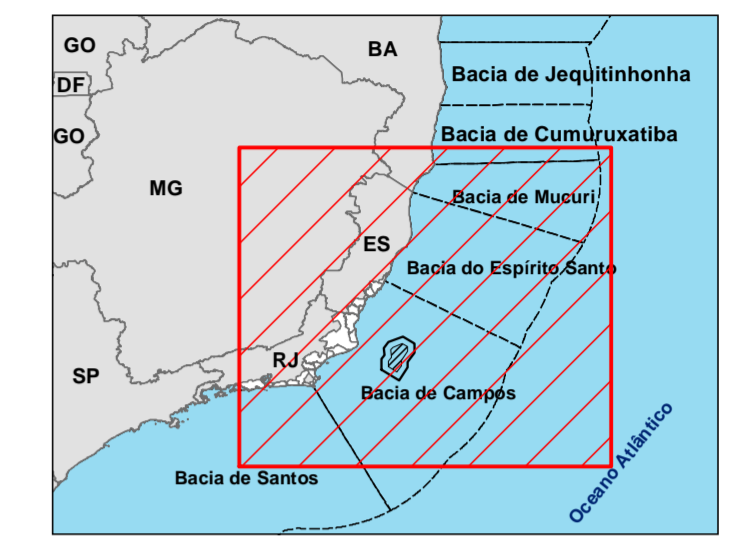 GO
BA
DF
Bacia de Jequitinhonha
GO
Bacia de Cumuruxatiba
MG
Bacia de Mucuri
ES
Bacia do Espírito Santo
RJ
SP
Bacia de Campos
Bacia de Santos
Oceano Atlântico